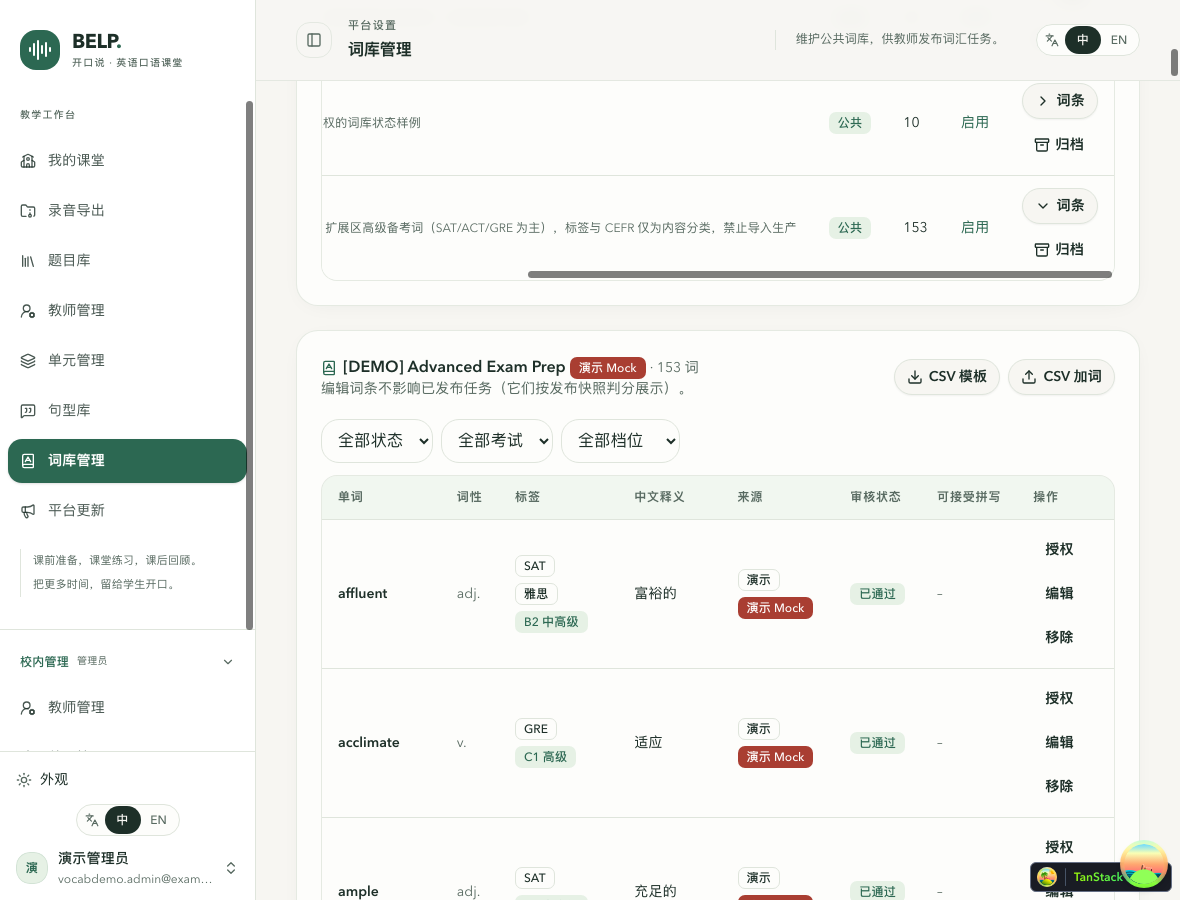 BELP.
开口说 · 英语口语课堂
教学工作台
我的课堂
录音导出
题目库
教师管理
单元管理
句型库
词库管理
平台更新
课前准备，课堂练习，课后回顾。
把更多时间，留给学生开口。
校内管理 管理员
教师管理
外观
中 EN
演 演示管理员
vocabdemo.admin@exam...
平台设置
词库管理
维护公共词库，供教师发布词汇任务。
中 EN
权的词库状态样例 公共 10 启用 词条
归档
扩展区高级备考词（SAT/ACT/GRE 为主），标签与 CEFR 仅为内容分类，禁止导入生产 公共 153 启用 词条
归档
[DEMO] Advanced Exam Prep 演示 Mock · 153 词
编辑词条不影响已发布任务（它们按发布快照判分展示）。
CSV 模板 CSV 加词
全部状态 全部考试 全部档位
单词 词性 标签 中文释义 来源 审核状态 可接受拼写 操作
affluent adj. SAT 雅思 B2 中高级 富裕的 演示 演示 Mock 已通过 – 授权 编辑 移除
acclimate v. GRE C1 高级 适应 演示 演示 Mock 已通过 – 授权 编辑 移除
ample adj. SAT 充足的 演示 已通过 – 授权 编辑
TanStack